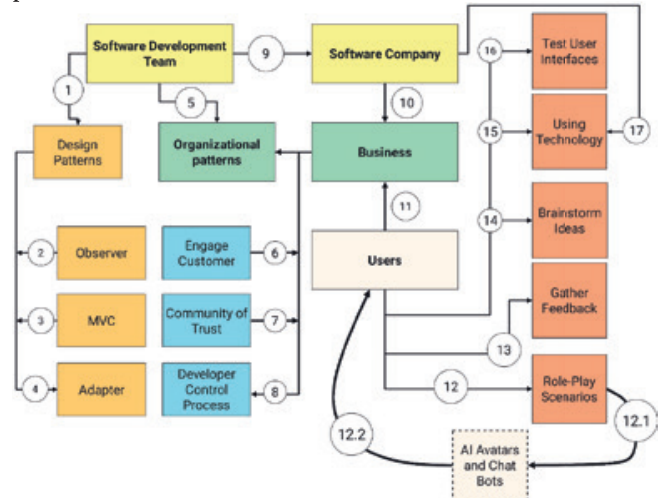 Software Development
Team
9
Software Company
16
Test User
Interfaces
1
5
10
15
Using
Technology
17
Design
Patterns
Organizational
patterns
Business
11
14
Brainstorm
Ideas
2
Observer
Engage
Customer
6
Users
Gather
Feedback
3
MVC
Community of
Trust
7
13
4
Adapter
Developer
Control
Process
8
12
Role-Play
Scenarios
12.1
12.2
AI Avatars
and Chat
Bots